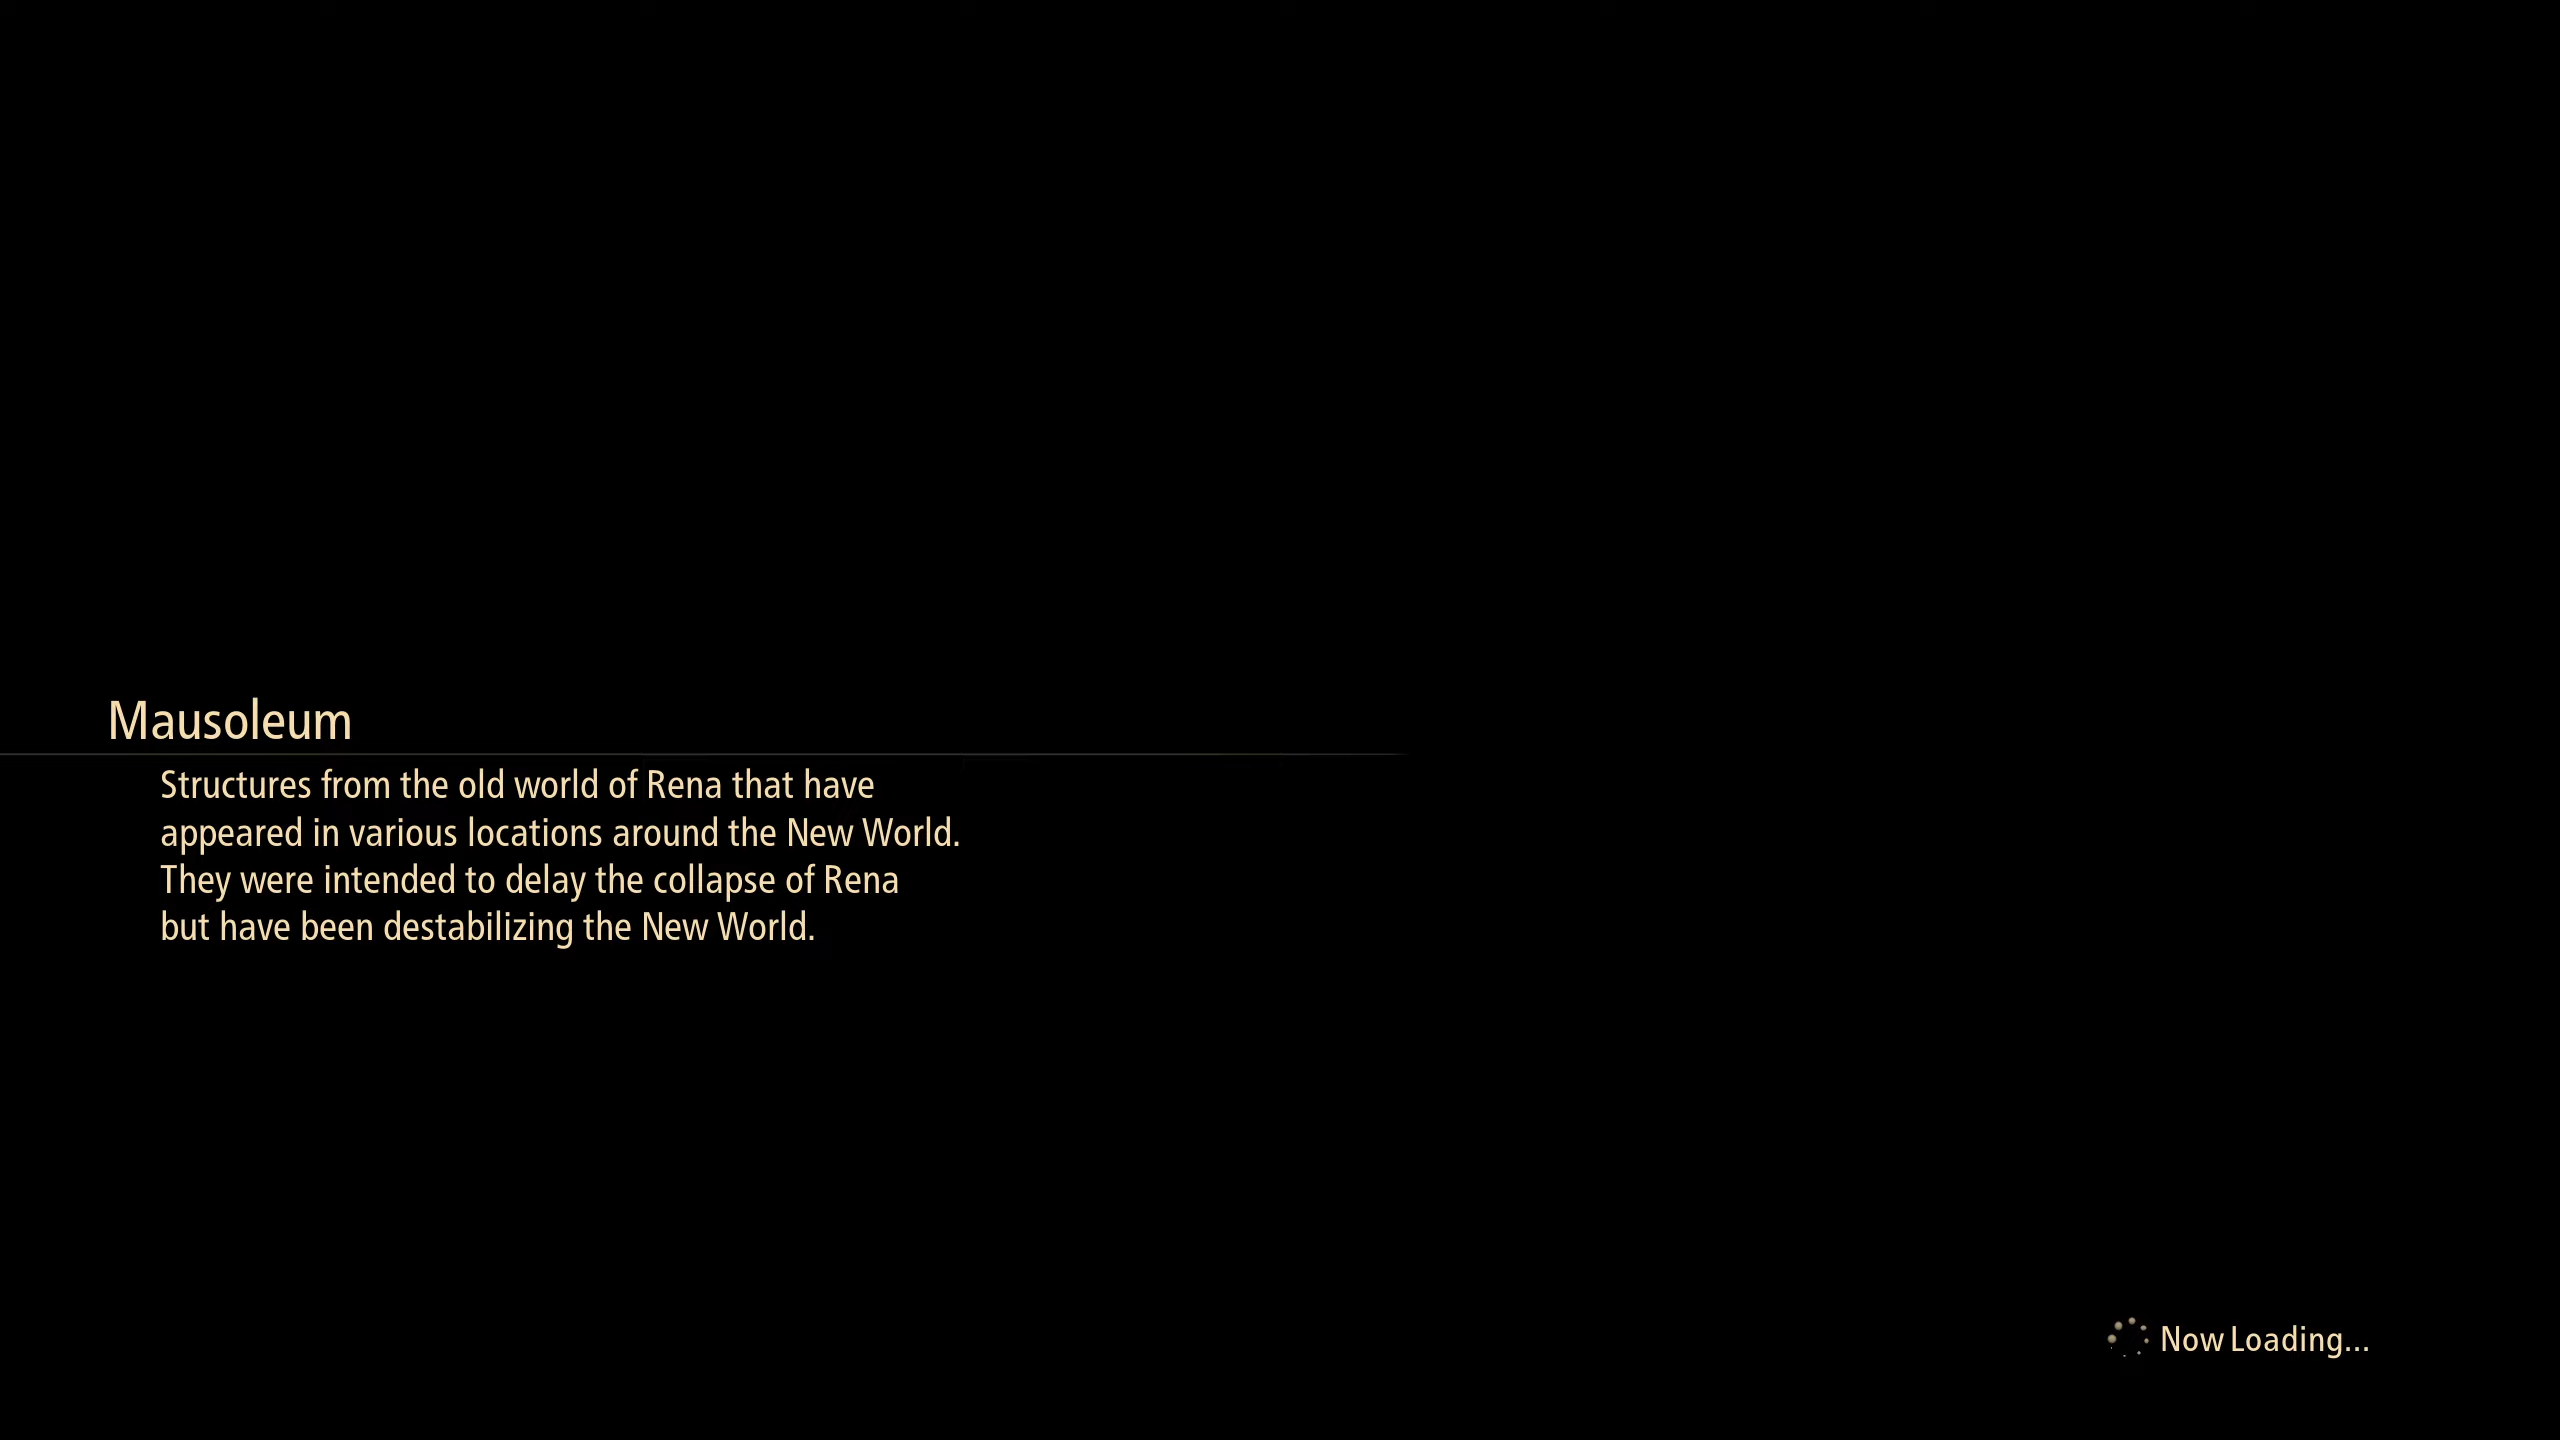 Mausoleum
Structures from the old world of Rena that have
appeared in various locations around the New World.
They were intended to delay the collapse of Rena
but have been destabilizing the New World.
Now Loading...